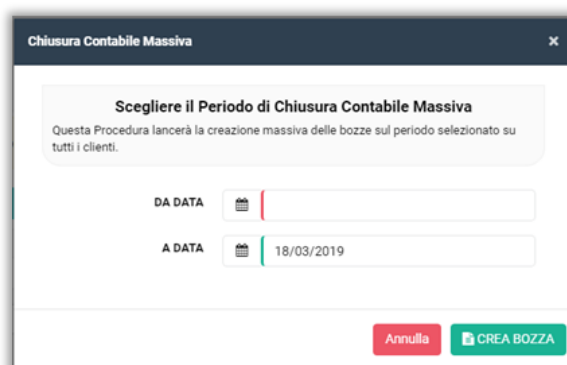 Chiusura Contabile Massiva ×
Scegliere il Periodo di Chiusura Contabile Massiva
Questa Procedura lancerà la creazione massiva delle bozze sul periodo selezionato su
tutti i clienti.
DA DATA
A DATA 18/03/2019
Annulla CREA BOZZA